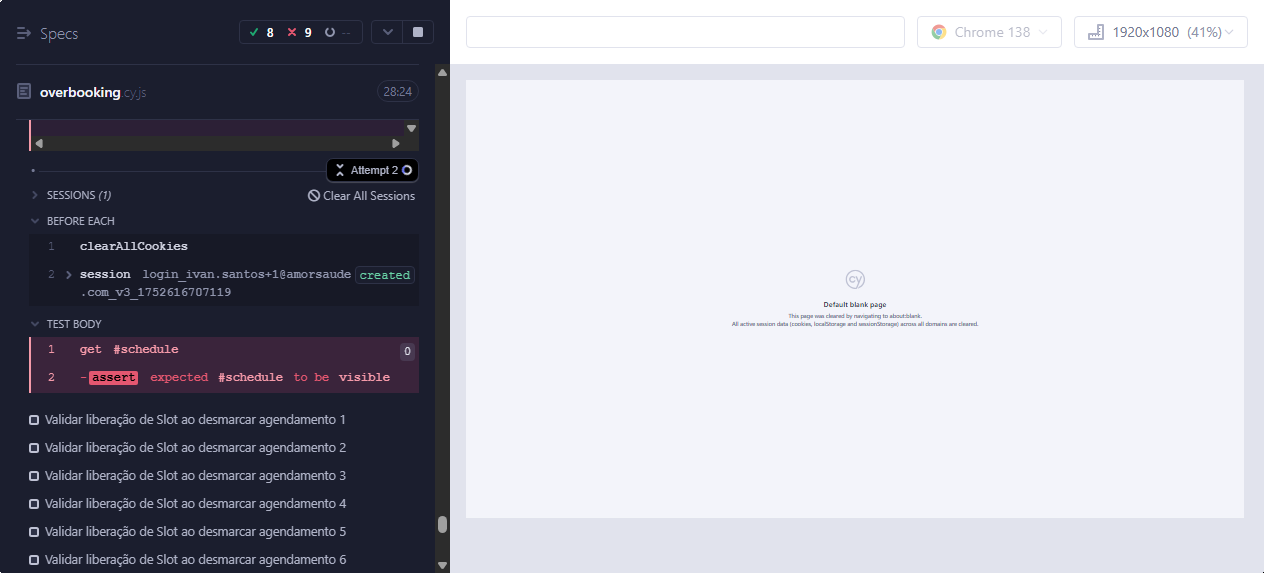 Specs
8 9 --
Chrome 138
1920x1080 (41%)
overbooking.cy.js
28:24
Attempt 2
SESSIONS (1)
Clear All Sessions
BEFORE EACH
1 clearAllCookies
2 session login_ivan.santos+1@amorsaude created
.com_v3_1752616707119
TEST BODY
1 get #schedule 0
2 -assert expected #schedule to be visible
Validar liberação de Slot ao desmarcar agendamento 1
Validar liberação de Slot ao desmarcar agendamento 2
Validar liberação de Slot ao desmarcar agendamento 3
Validar liberação de Slot ao desmarcar agendamento 4
Validar liberação de Slot ao desmarcar agendamento 5
Validar liberação de Slot ao desmarcar agendamento 6
cy
Default blank page
This page was cleared by navigating to about:blank.
All active session data (cookies, localStorage and sessionStorage) across all domains are cleared.